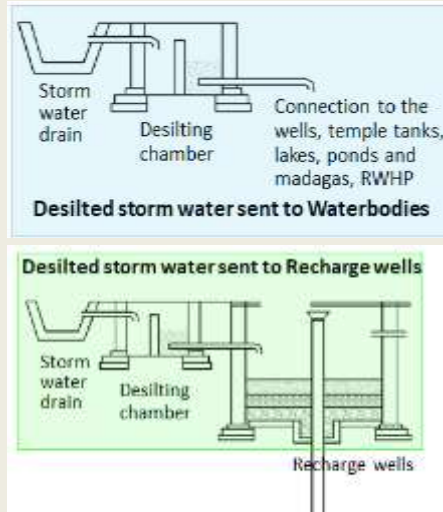 Storm
water
drain
Desilting
chamber
Connection to the
wells, temple tanks,
lakes, ponds and
madagas, RWHP
Desilted storm water sent to Waterbodies
Desilted storm water sent to Recharge wells
Storm
water
drain
Desilting
chamber
Recharge wells